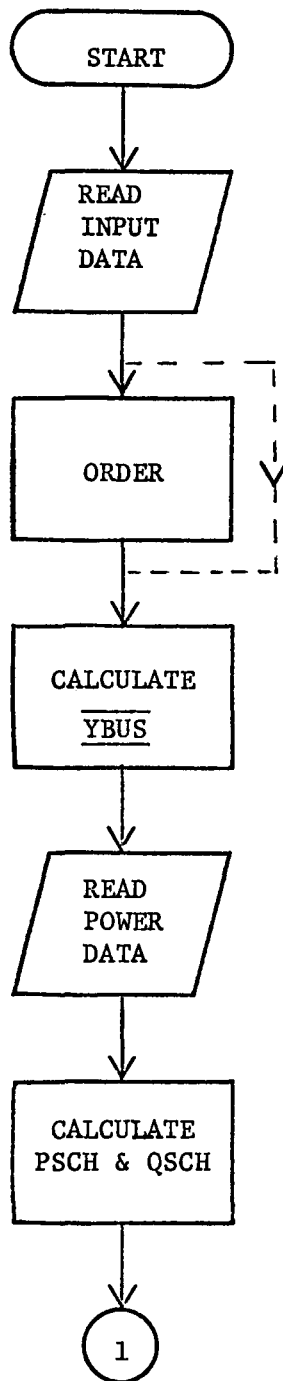 START
READ
INPUT
DATA
ORDER
CALCULATE
YBUS
READ
POWER
DATA
CALCULATE
PSCH & QSCH
1